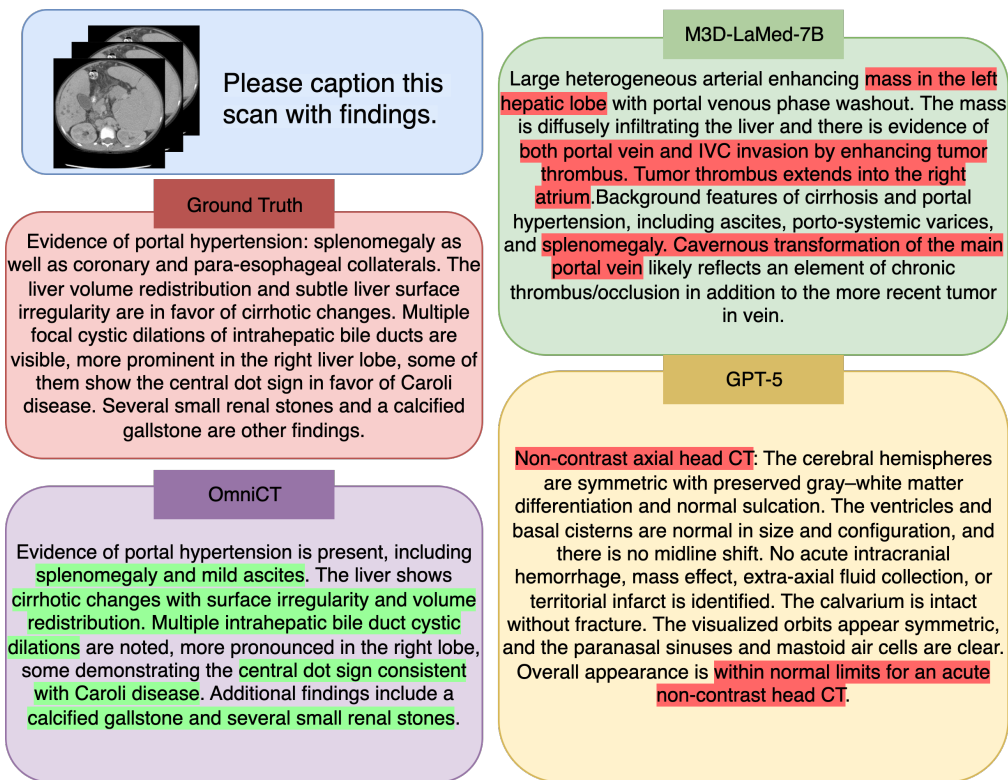 Please caption this
scan with findings.
Ground Truth
Evidence of portal hypertension: splenomegaly as
well as coronary and para-esophageal collaterals. The
liver volume redistribution and subtle liver surface
irregularity are in favor of cirrhotic changes. Multiple
focal cystic dilations of intrahepatic bile ducts are
visible, more prominent in the right liver lobe, some of
them show the central dot sign in favor of Caroli
disease. Several small renal stones and a calcified
gallstone are other findings.
OmniCT
Evidence of portal hypertension is present, including
splenomegaly and mild ascites. The liver shows
cirrhotic changes with surface irregularity and volume
redistribution. Multiple intrahepatic bile duct cystic
dilations are noted, more pronounced in the right lobe,
some demonstrating the central dot sign consistent
with Caroli disease. Additional findings include a
calcified gallstone and several small renal stones.
M3D-LaMed-7B
Large heterogeneous arterial enhancing mass in the left
hepatic lobe with portal venous phase washout. The mass
is diffusely infiltrating the liver and there is evidence of
both portal vein and IVC invasion by enhancing tumor
thrombus. Tumor thrombus extends into the right
atrium.Background features of cirrhosis and portal
hypertension, including ascites, porto-systemic varices,
and splenomegaly. Cavernous transformation of the main
portal vein likely reflects an element of chronic
thrombus/occlusion in addition to the more recent tumor
in vein.
GPT-5
Non-contrast axial head CT: The cerebral hemispheres
are symmetric with preserved gray–white matter
differentiation and normal sulcation. The ventricles and
basal cisterns are normal in size and configuration, and
there is no midline shift. No acute intracranial
hemorrhage, mass effect, extra-axial fluid collection, or
territorial infarct is identified. The calvarium is intact
without fracture. The visualized orbits appear symmetric,
and the paranasal sinuses and mastoid air cells are clear.
Overall appearance is within normal limits for an acute
non-contrast head CT.